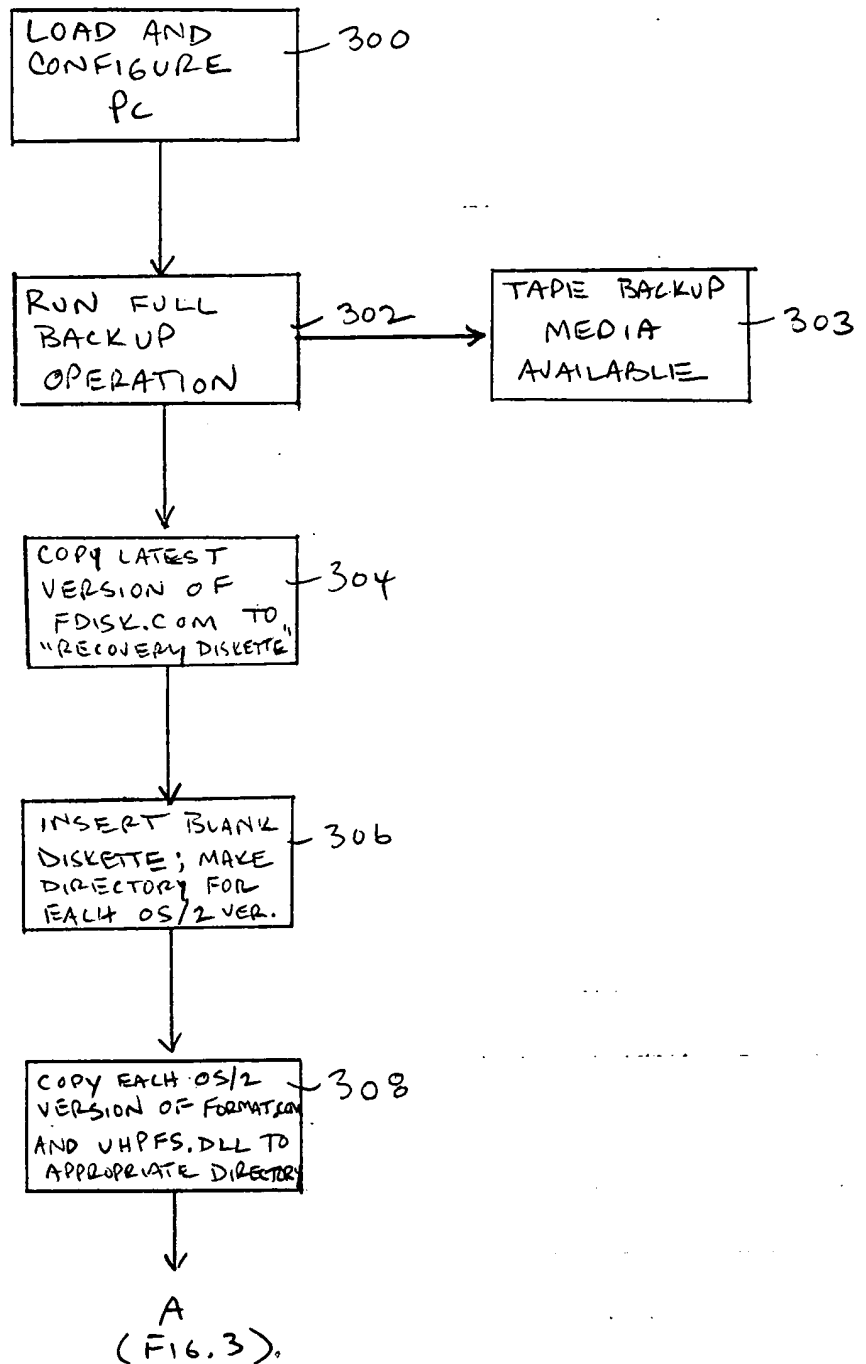 LOAD AND
CONFIGURE
PC
300
RUN FULL
BACKUP
OPERATION
302
TAPE BACKUP
MEDIA
AVAILABLE
303
COPY LATEST
VERSION OF
FDISK.COM TO
"RECOVERY DISKETTE"
304
INSERT BLANK
DISKETTE; MAKE
DIRECTORY FOR
EACH OS/2 VER.
306
COPY EACH OS/2
VERSION OF FORMAT.COM
AND UHPFS.DLL TO
APPROPRIATE DIRECTORY
308
A
(FIG.3).